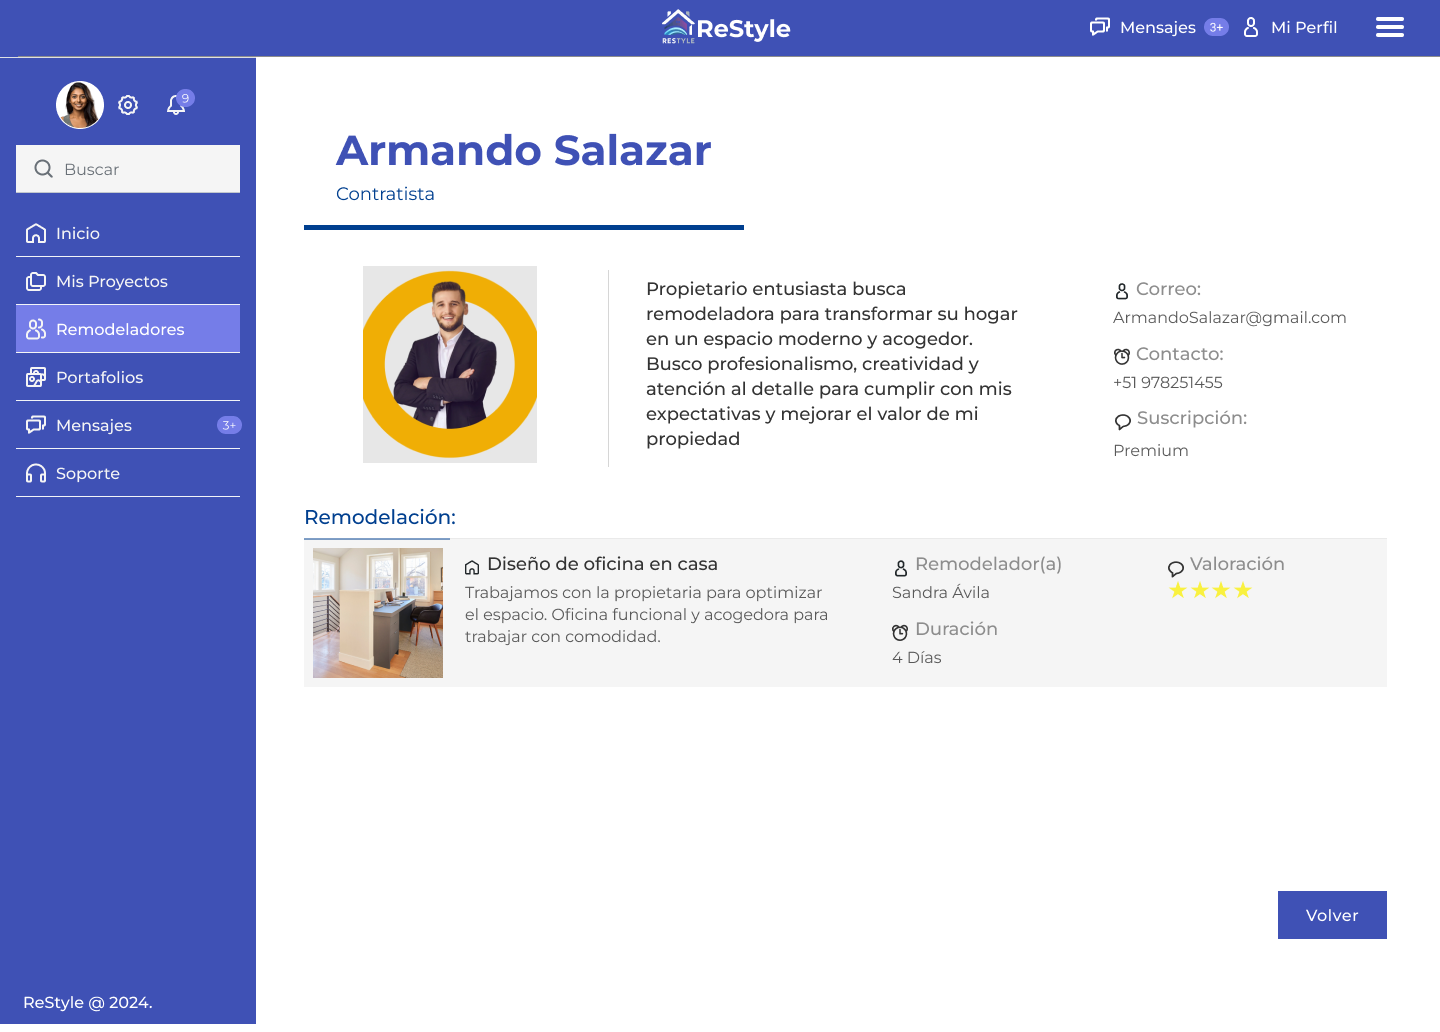 RESTYLE
ReStyle
Mensajes 3+
Mi Perfil
9
Buscar
Inicio
Mis Proyectos
Remodeladores
Portafolios
Mensajes 3+
Soporte
ReStyle @ 2024.
Armando Salazar
Contratista
Propietario entusiasta busca
remodeladora para transformar su hogar
en un espacio moderno y acogedor.
Busco profesionalismo, creatividad y
atención al detalle para cumplir con mis
expectativas y mejorar el valor de mi
propiedad
Correo:
ArmandoSalazar@gmail.com
Contacto:
+51 978251455
Suscripción:
Premium
Remodelación:
Diseño de oficina en casa
Trabajamos con la propietaria para optimizar
el espacio. Oficina funcional y acogedora para
trabajar con comodidad.
Remodelador(a)
Sandra Ávila
Duración
4 Días
Valoración
Volver